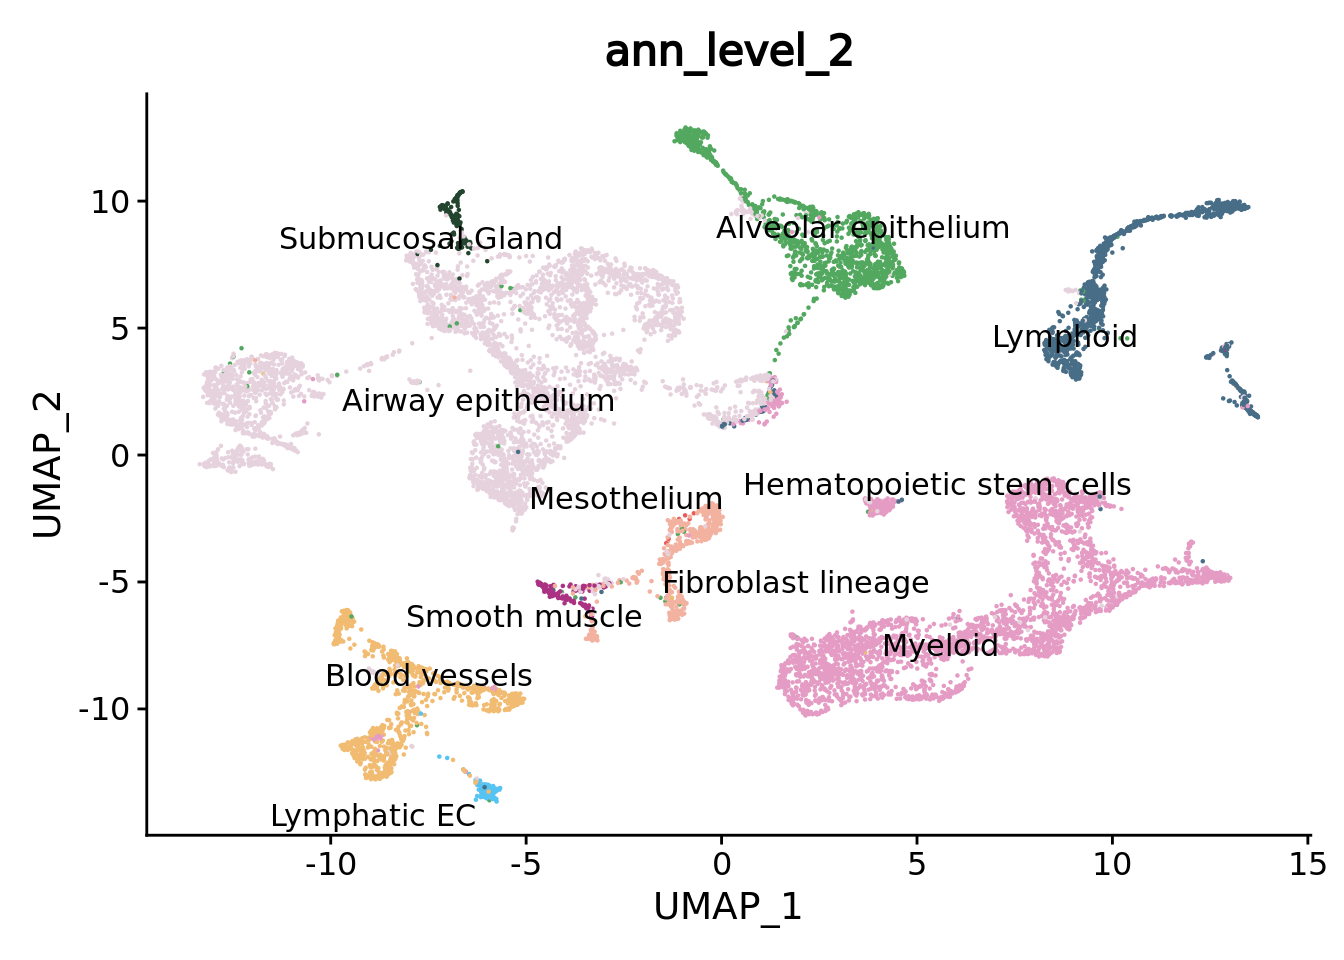 ann_level_2
10
5
0
-5
-10
UMAP_2
Submucosal Gland
Alveolar epithelium
Lymphoid
Airway epithelium
Hematopoietic stem cells
Mesothelium
Fibroblast lineage
Smooth muscle
Myeloid
Blood vessels
Lymphatic EC
-10
-5
0
5
10
15
UMAP_1